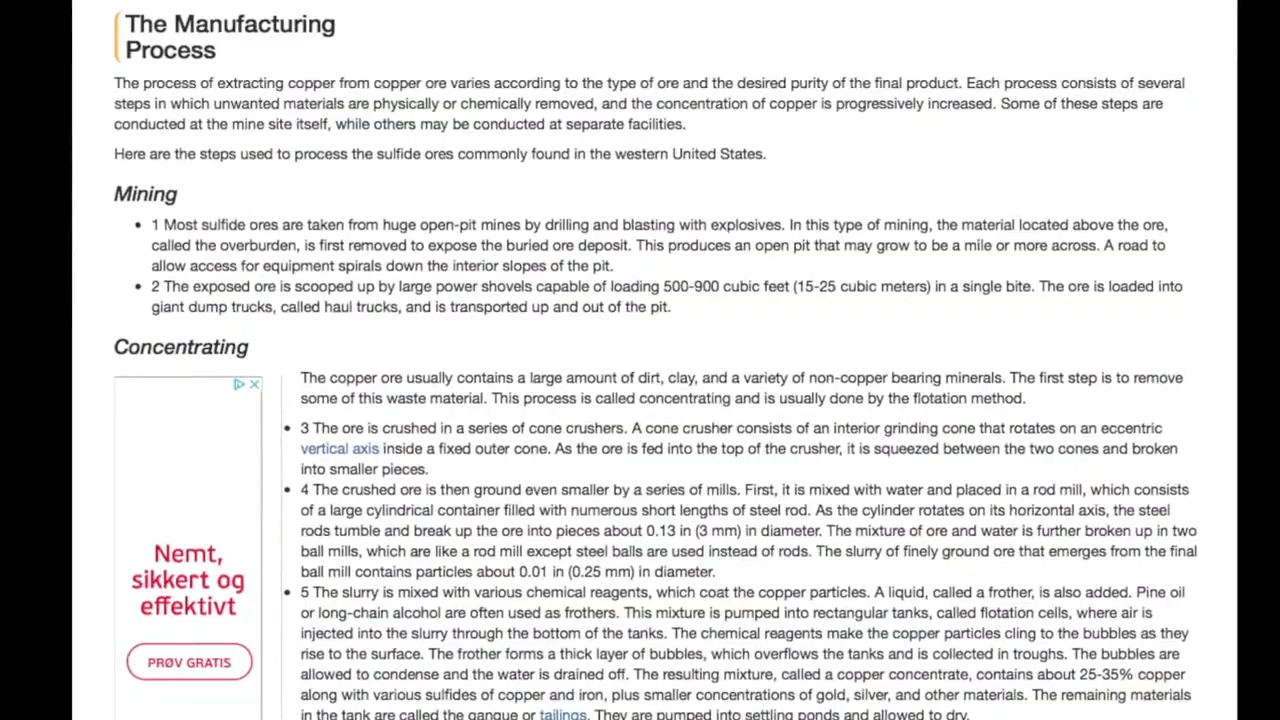 The Manufacturing
Process
The process of extracting copper from copper ore varies according to the type of ore and the desired purity of the final product. Each process consists of several
steps in which unwanted materials are physically or chemically removed, and the concentration of copper is progressively increased. Some of these steps are
conducted at the mine site itself, while others may be conducted at separate facilities.
Here are the steps used to process the sulfide ores commonly found in the western United States.
Mining
• 1 Most sulfide ores are taken from huge open-pit mines by drilling and blasting with explosives. In this type of mining, the material located above the ore,
called the overburden, is first removed to expose the buried ore deposit. This produces an open pit that may grow to be a mile or more across. A road to
allow access for equipment spirals down the interior slopes of the pit.
• 2 The exposed ore is scooped up by large power shovels capable of loading 500-900 cubic feet (15-25 cubic meters) in a single bite. The ore is loaded into
giant dump trucks, called haul trucks, and is transported up and out of the pit.
Concentrating
The copper ore usually contains a large amount of dirt, clay, and a variety of non-copper bearing minerals. The first step is to remove
some of this waste material. This process is called concentrating and is usually done by the flotation method.
• 3 The ore is crushed in a series of cone crushers. A cone crusher consists of an interior grinding cone that rotates on an eccentric
vertical axis inside a fixed outer cone. As the ore is fed into the top of the crusher, it is squeezed between the two cones and broken
into smaller pieces.
• 4 The crushed ore is then ground even smaller by a series of mills. First, it is mixed with water and placed in a rod mill, which consists
of a large cylindrical container filled with numerous short lengths of steel rod. As the cylinder rotates on its horizontal axis, the steel
rods tumble and break up the ore into pieces about 0.13 in (3 mm) in diameter. The mixture of ore and water is further broken up in two
ball mills, which are like a rod mill except steel balls are used instead of rods. The slurry of finely ground ore that emerges from the final
ball mill contains particles about 0.01 in (0.25 mm) in diameter.
• 5 The slurry is mixed with various chemical reagents, which coat the copper particles. A liquid, called a frother, is also added. Pine oil
or long-chain alcohol are often used as frothers. This mixture is pumped into rectangular tanks, called flotation cells, where air is
injected into the slurry through the bottom of the tanks. The chemical reagents make the copper particles cling to the bubbles as they
rise to the surface. The frother forms a thick layer of bubbles, which overflows the tanks and is collected in troughs. The bubbles are
allowed to condense and the water is drained off. The resulting mixture, called a copper concentrate, contains about 25-35% copper
along with various sulfides of copper and iron, plus smaller concentrations of gold, silver, and other materials. The remaining materials
in the tank are called the gangue or tailings. They are pumped into settling ponds and allowed to dry.
Nemt,
sikkert og
effektivt
PRØV GRATIS